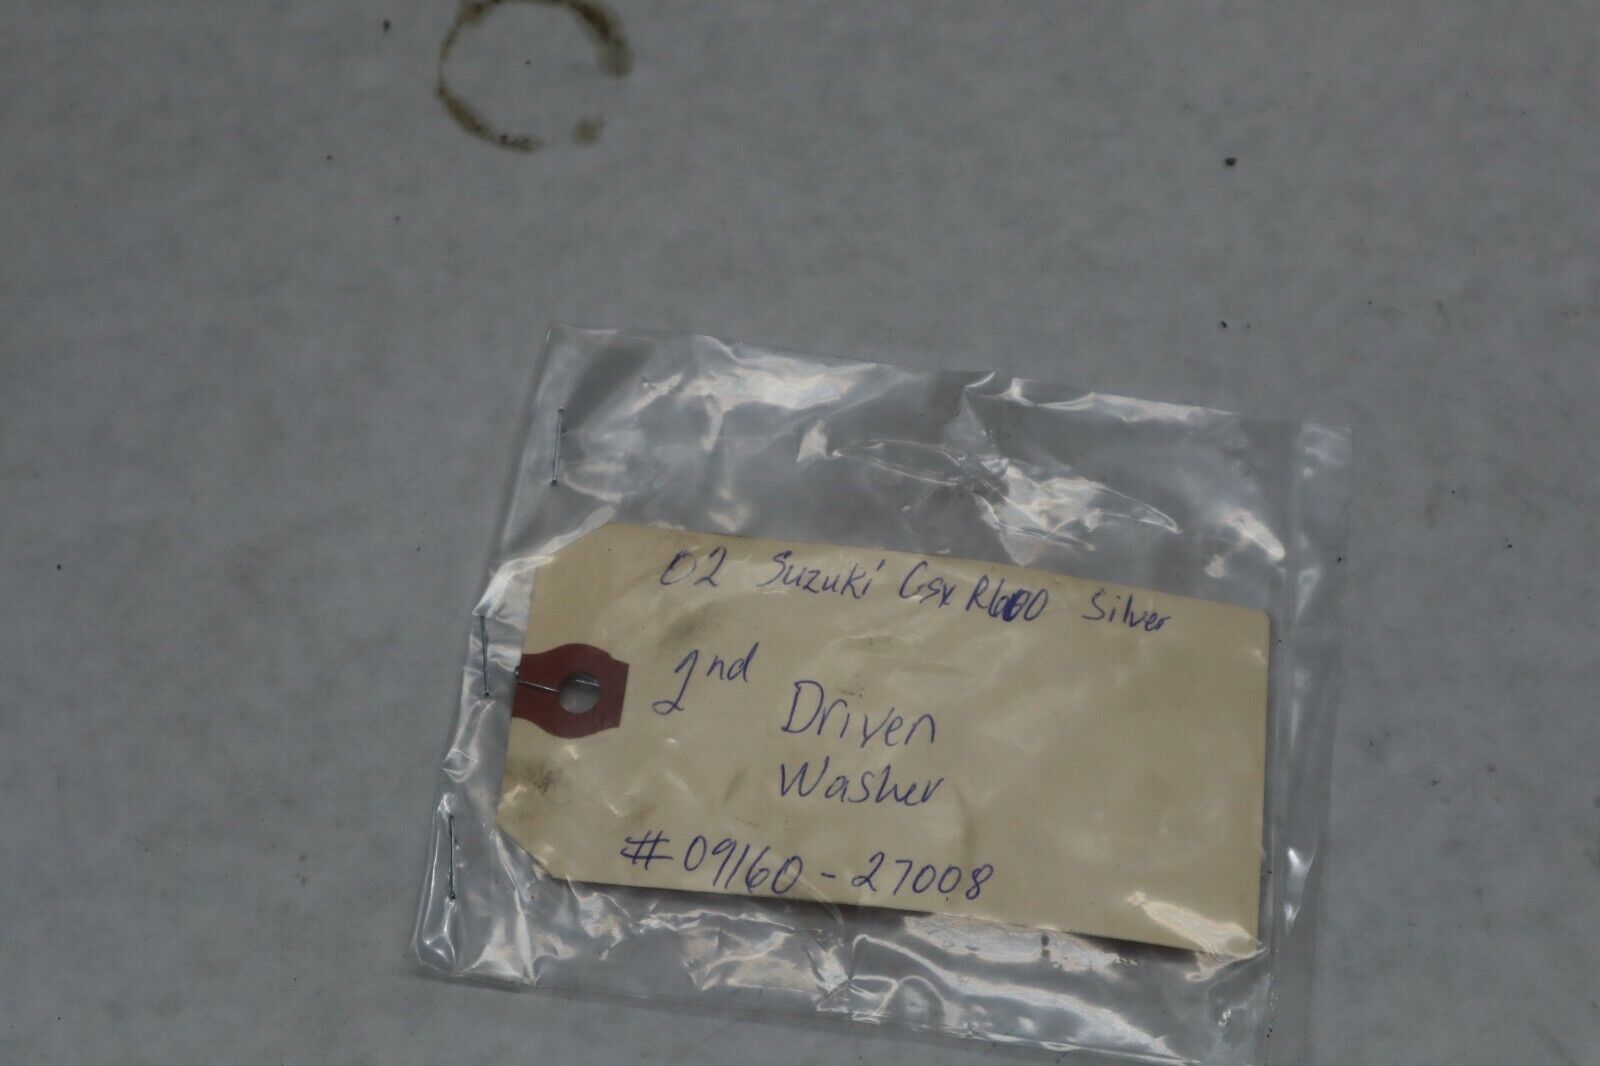 02 Suzuki Gsx R600 Silver
2nd
Driven
Washer
#09160-27008